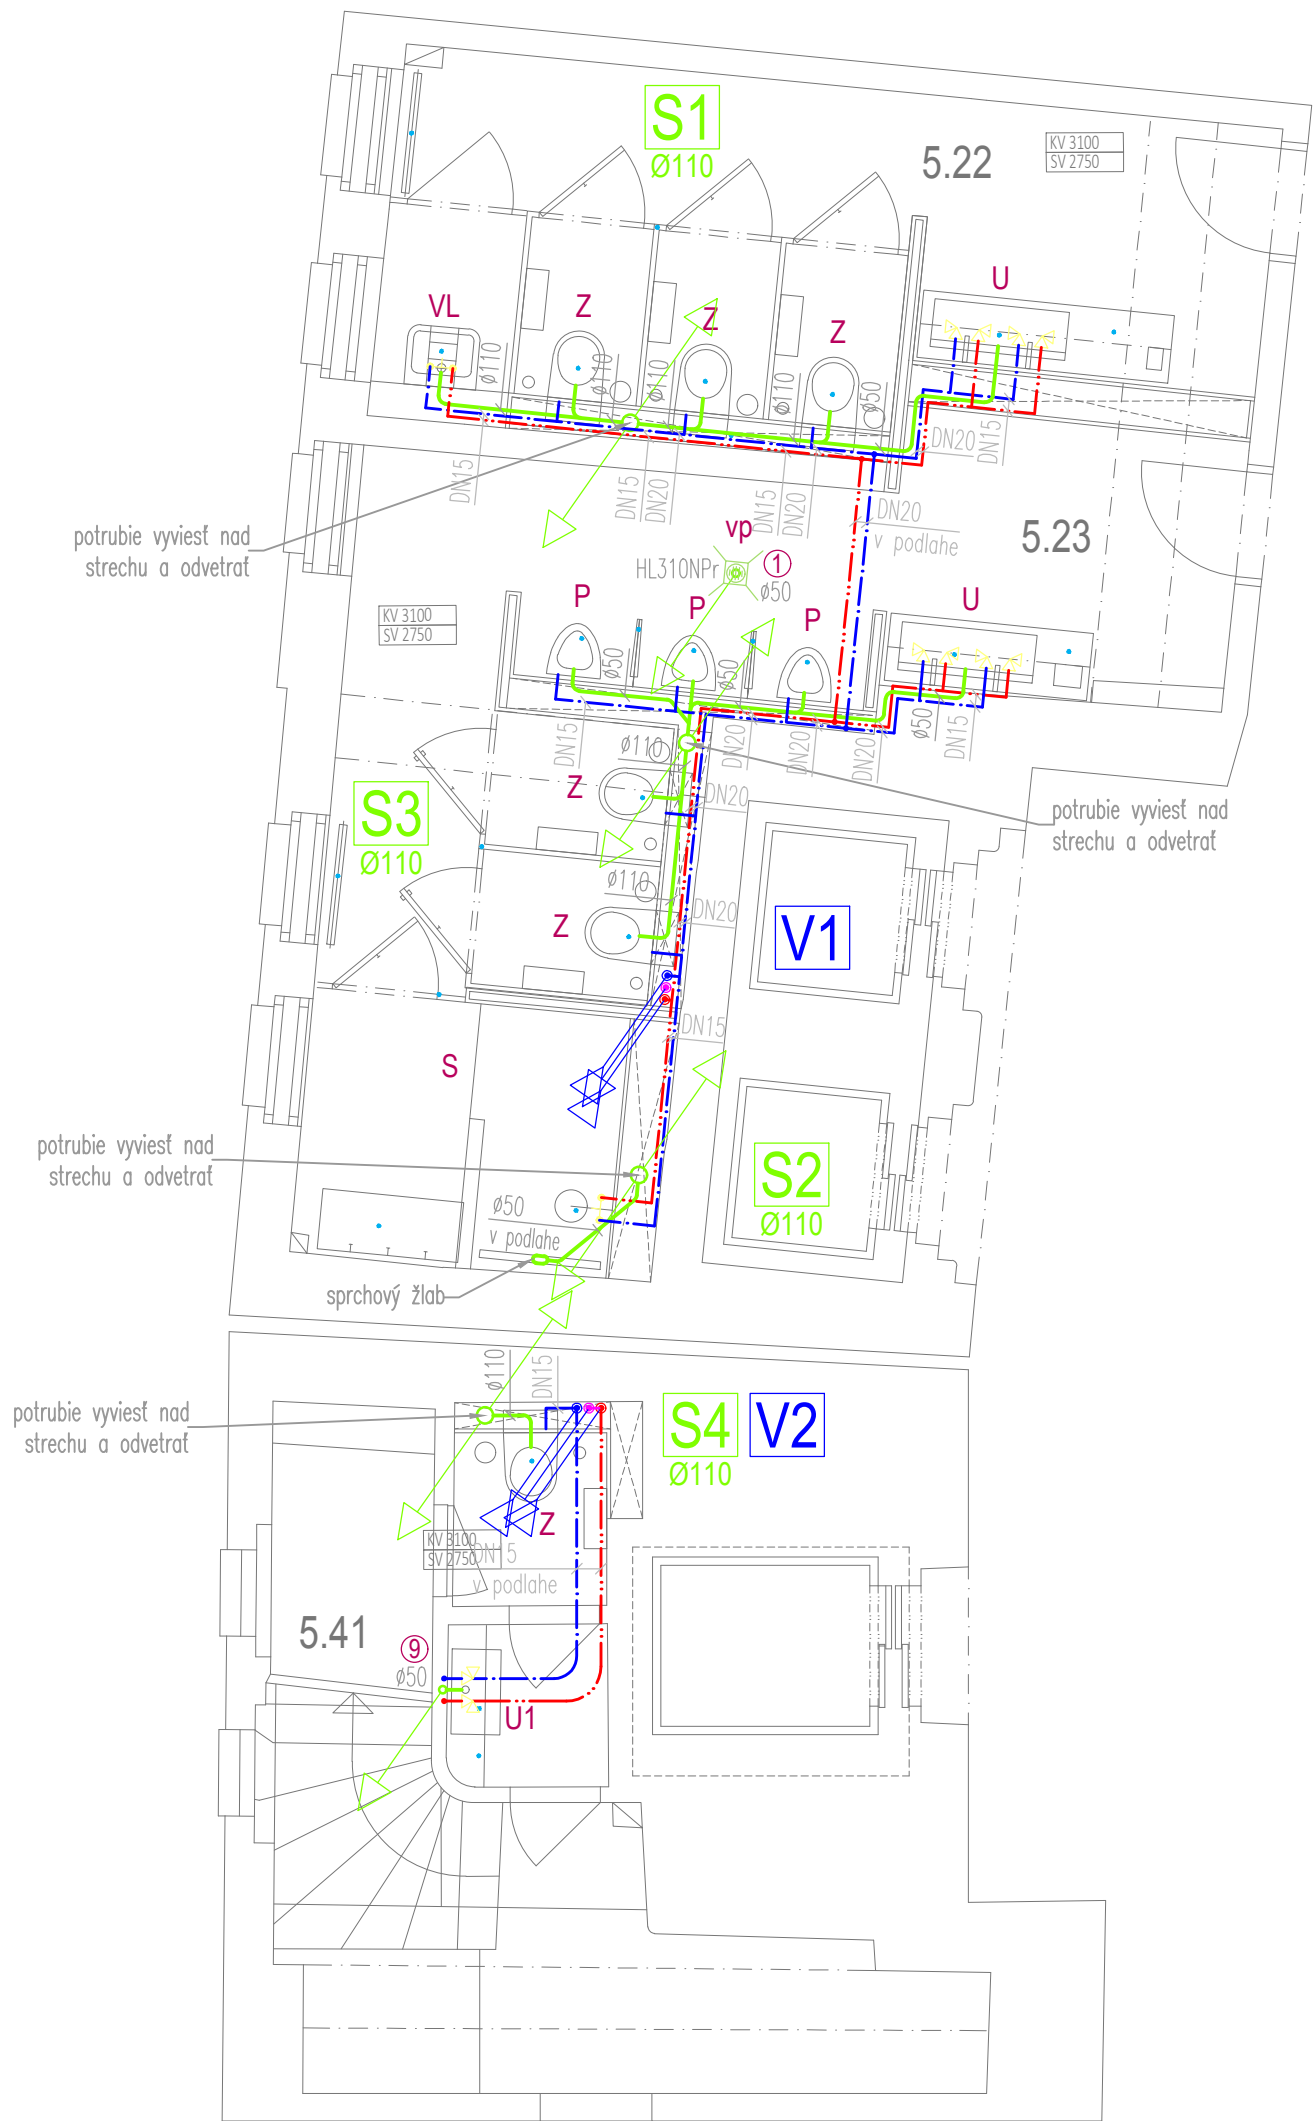 S1
Ø110
5.22
KV 3100
SV 2750
U
VL
Z
Z
Z
ø110
ø110
ø110
ø110
ø50
DN20
DN15
DN15
DN15
DN20
DN15
DN20
DN20
v podlahe
potrubie vyviesť nad
strechu a odvetrať
vp
HL310NPr
1
ø50
5.23
KV 3100
SV 2750
P
P
P
U
ø50
ø50
DN15
DN20
DN20
DN20
ø50
DN15
ø110
Z
DN20
S3
Ø110
potrubie vyviesť nad
strechu a odvetrať
ø110
Z
DN20
V1
DN15
S
potrubie vyviesť nad
strechu a odvetrať
S2
Ø110
ø50
v podlahe
sprchový žlab
ø110
DN15
potrubie vyviesť nad
strechu a odvetrať
S4
Ø110
V2
Z
KV 3100
SV 2750
DN15
v podlahe
5.41
9
ø50
U1